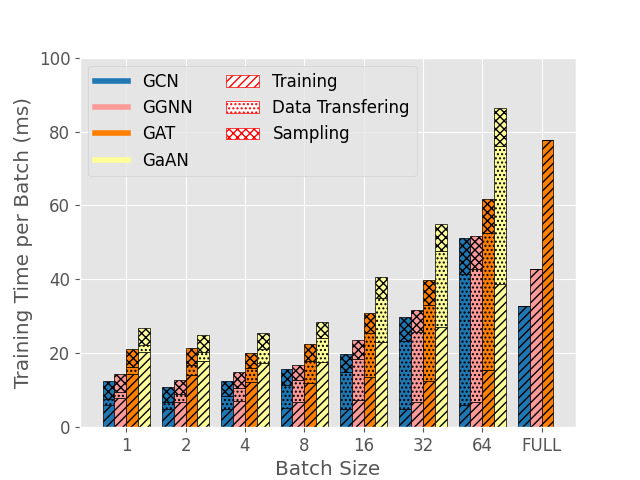 100
80
60
40
20
0
Training Time per Batch (ms)
GCN
GGNN
GAT
GaAN
Training
Data Transfering
Sampling
1 2 4 8 16 32 64 FULL
Batch Size